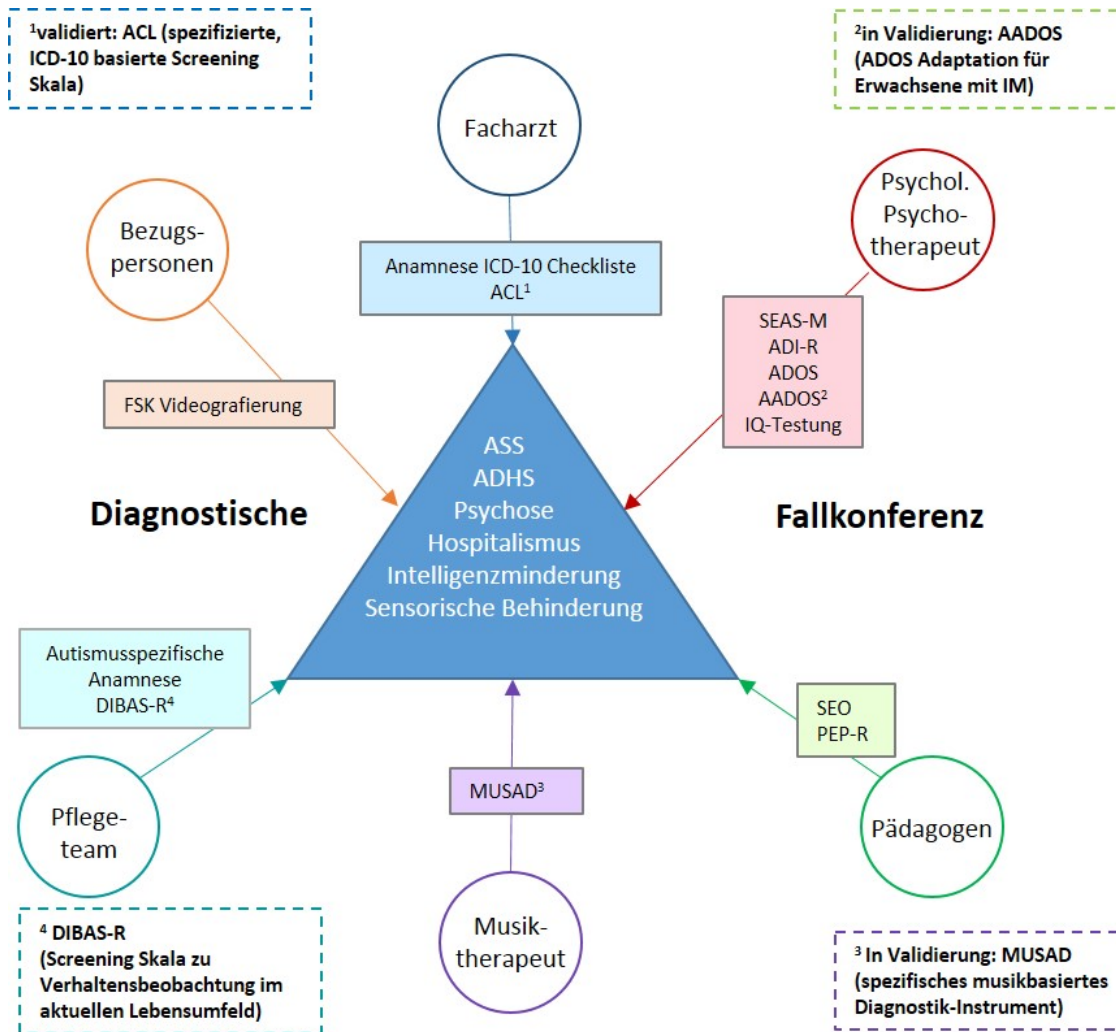 ¹validiert: ACL (spezifizierte,
ICD-10 basierte Screening
Skala)
²in Validierung: AADOS
(ADOS Adaptation für
Erwachsene mit IM)
Facharzt
Bezugs-
personen
Psychol.
Psycho-
therapeut
Anamnese ICD-10 Checkliste
ACL¹
SEAS-M
ADI-R
ADOS
AADOS²
IQ-Testung
FSK Videografierung
ASS
ADHS
Psychose
Hospitalismus
Intelligenzminderung
Sensorische Behinderung
Diagnostische
Fallkonferenz
Autismusspezifische
Anamnese
DIBAS-R⁴
SEO
PEP-R
MUSAD³
Pflege-
team
Pädagogen
Musik-
therapeut
⁴ DIBAS-R
(Screening Skala zu
Verhaltensbeobachtung im
aktuellen Lebensumfeld)
³ In Validierung: MUSAD
(spezifisches musikbasiertes
Diagnostik-Instrument)